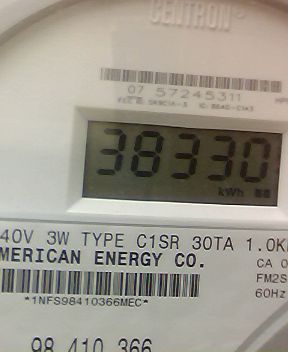 CENTRON®
07 57245311
38330
kWh
40V 3W TYPE C1SR 30TA 1.0K
MERICAN ENERGY CO.
CA 0
FM2S
60Hz
*1NFS98410366MEC*
98 410 366